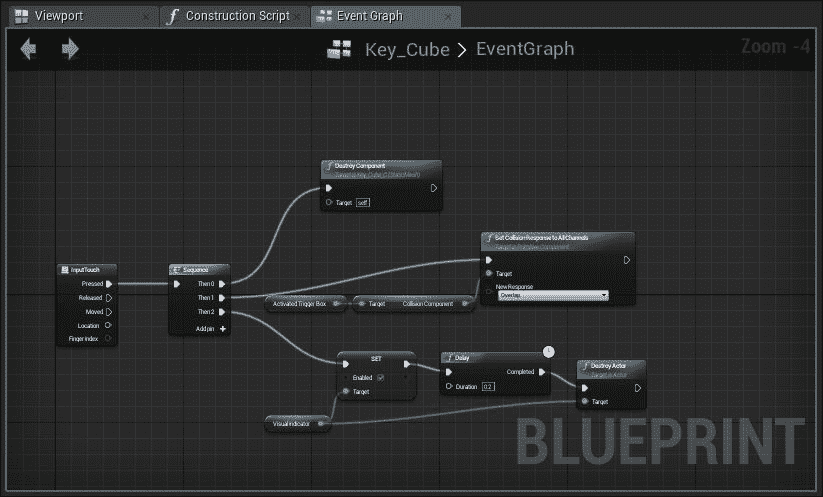 Viewport
Construction Script
Event Graph
Key_Cube > EventGraph
Zoom -4
Destroy Component
Target is Key_Cube_C (StaticMesh)
Target self
Set Collision Response to All Channels
Target is Primitive Component
Target
New Response
Overlap
InputTouch
Pressed
Released
Moved
Location
Finger Index
Sequence
Then 0
Then 1
Then 2
Add pin +
Activated Trigger Box
Target Collision Component
SET
Enabled
Target
Delay
Completed
Duration 0.2
Destroy Actor
Target is Actor
Target
Visual Indicator
BLUEPRINT